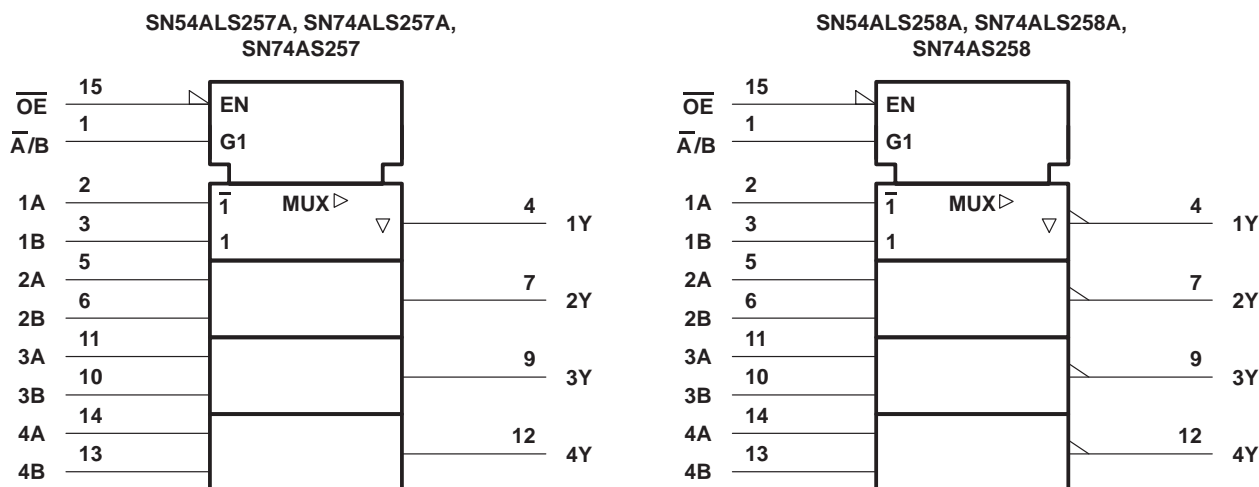 SN54ALS257A, SN74ALS257A,
SN74AS257
OE
15
EN
A/B
1
G1
1A
2
1
MUX
4
1Y
1B
3
1
2A
5
7
2Y
2B
6
3A
11
9
3Y
3B
10
4A
14
12
4Y
4B
13
SN54ALS258A, SN74ALS258A,
SN74AS258
OE
15
EN
A/B
1
G1
1A
2
1
MUX
4
1Y
1B
3
1
2A
5
7
2Y
2B
6
3A
11
9
3Y
3B
10
4A
14
12
4Y
4B
13